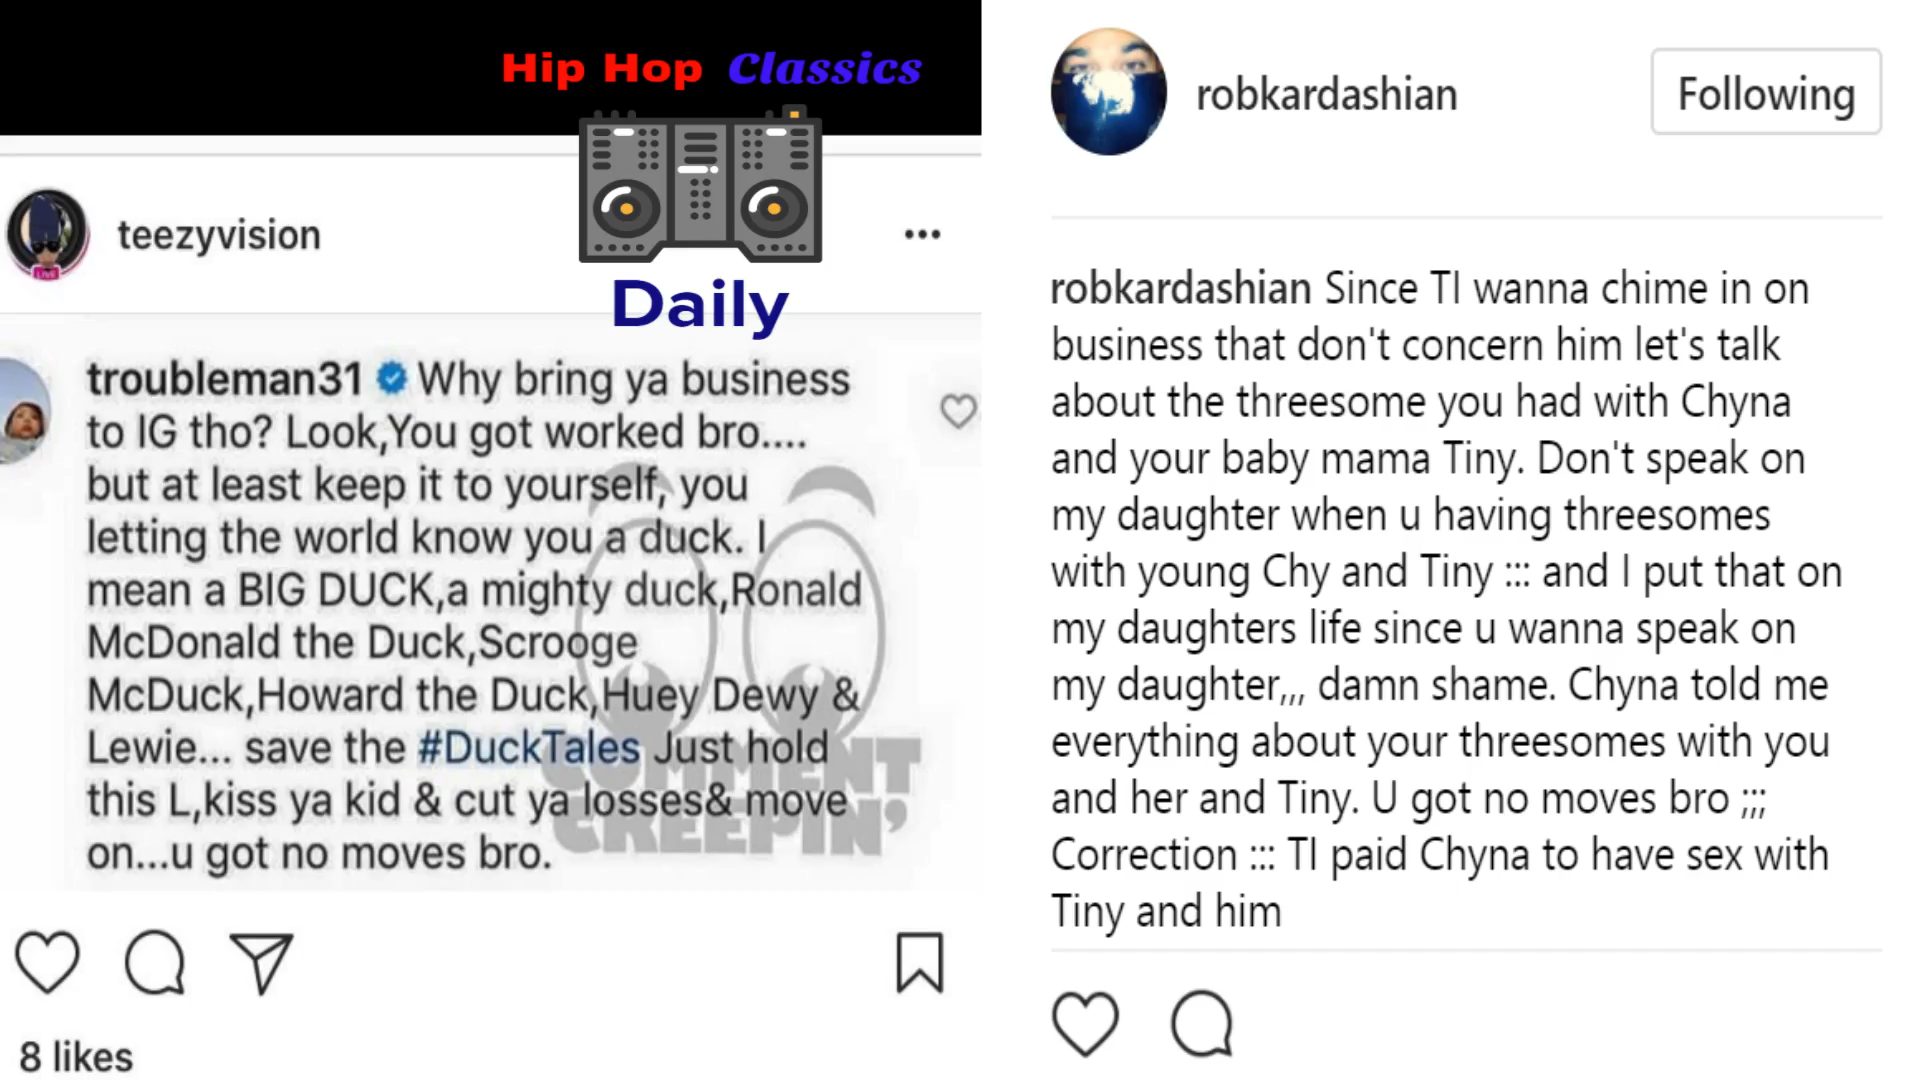 Hip Hop Classics
Daily
teezyvision
LIVE
troubleman31 Why bring ya business
to IG tho? Look,You got worked bro....
but at least keep it to yourself, you
letting the world know you a duck. I
mean a BIG DUCK,a mighty duck,Ronald
McDonald the Duck,Scrooge
McDuck,Howard the Duck,Huey Dewy &
Lewie... save the #DuckTales Just hold
this L,kiss ya kid & cut ya losses& move
on...u got no moves bro.
COMMENT
CREEPIN'
8 likes
robkardashian
Following
robkardashian Since TI wanna chime in on
business that don't concern him let's talk
about the threesome you had with Chyna
and your baby mama Tiny. Don't speak on
my daughter when u having threesomes
with young Chy and Tiny ::: and I put that on
my daughters life since u wanna speak on
my daughter,,, damn shame. Chyna told me
everything about your threesomes with you
and her and Tiny. U got no moves bro ;;;
Correction ::: TI paid Chyna to have sex with
Tiny and him